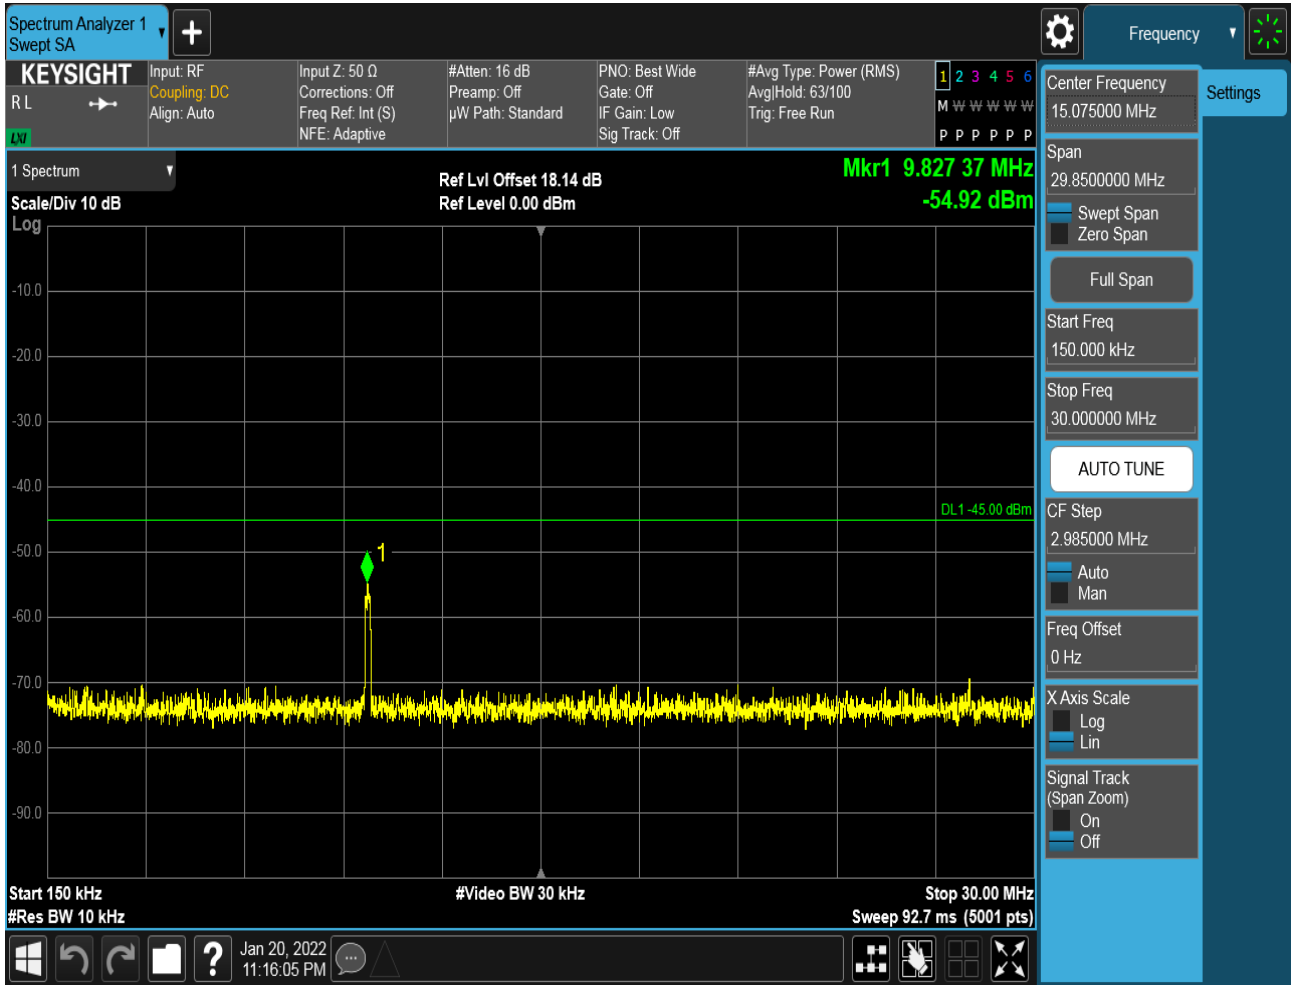 Spectrum Analyzer 1
Swept SA
+
Frequency
KEYSIGHT
R L
LXI
Input: RF
Coupling: DC
Align: Auto
Input Z: 50 Ω
Corrections: Off
Freq Ref: Int (S)
NFE: Adaptive
#Atten: 16 dB
Preamp: Off
µW Path: Standard
PNO: Best Wide
Gate: Off
IF Gain: Low
Sig Track: Off
#Avg Type: Power (RMS)
Avg|Hold: 63/100
Trig: Free Run
1 2 3 4 5 6
M W W W W W
P P P P P P
1 Spectrum
Scale/Div 10 dB
Log
Ref Lvl Offset 18.14 dB
Ref Level 0.00 dBm
Mkr1 9.827 37 MHz
-54.92 dBm
-10.0
-20.0
-30.0
-40.0
DL1 -45.00 dBm
-50.0
1
-60.0
-70.0
-80.0
-90.0
Start 150 kHz
#Video BW 30 kHz
Stop 30.00 MHz
#Res BW 10 kHz
Sweep 92.7 ms (5001 pts)
?
Jan 20, 2022
11:16:05 PM
Center Frequency
15.075000 MHz
Settings
Span
29.8500000 MHz
Swept Span
Zero Span
Full Span
Start Freq
150.000 kHz
Stop Freq
30.000000 MHz
AUTO TUNE
CF Step
2.985000 MHz
Auto
Man
Freq Offset
0 Hz
X Axis Scale
Log
Lin
Signal Track
(Span Zoom)
On
Off